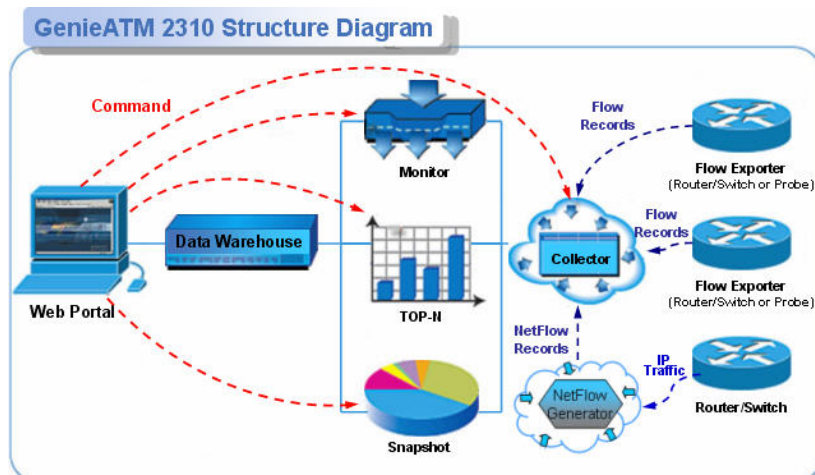 GenieATM 2310 Structure Diagram
Command
Monitor
Flow
Records
Flow Exporter
(Router/Switch or Probe)
Web Portal
Data Warehouse
TOP-N
Collector
Flow
Records
Flow Exporter
(Router/Switch or Probe)
NetFlow
Records
NetFlow
Generator
IP
Traffic
Router/Switch
Snapshot